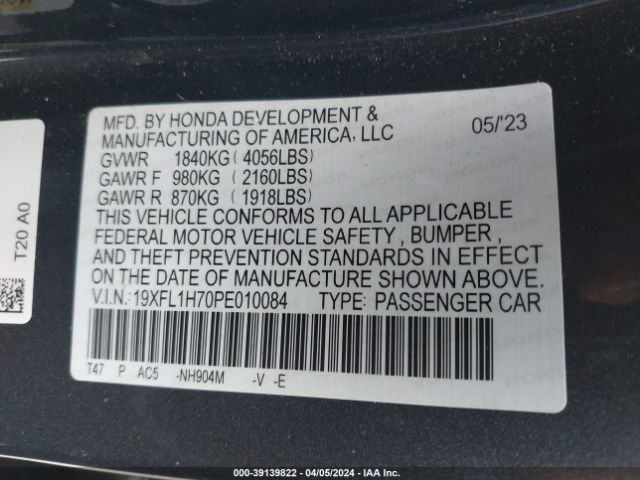 MFD. BY HONDA DEVELOPMENT &
MANUFACTURING OF AMERICA, LLC 05/'23
GVWR 1840KG ( 4056LBS)
GAWR F 980KG ( 2160LBS)
GAWR R 870KG ( 1918LBS)
THIS VEHICLE CONFORMS TO ALL APPLICABLE
FEDERAL MOTOR VEHICLE SAFETY , BUMPER ,
AND THEFT PREVENTION STANDARDS IN EFFECT
ON THE DATE OF MANUFACTURE SHOWN ABOVE.
V.I.N.: 19XFL1H70PE010084 TYPE: PASSENGER CAR
T47 P AC5 -NH904M -V -E
T20 A0
000-39139822 - 04/05/2024 - IAA Inc.